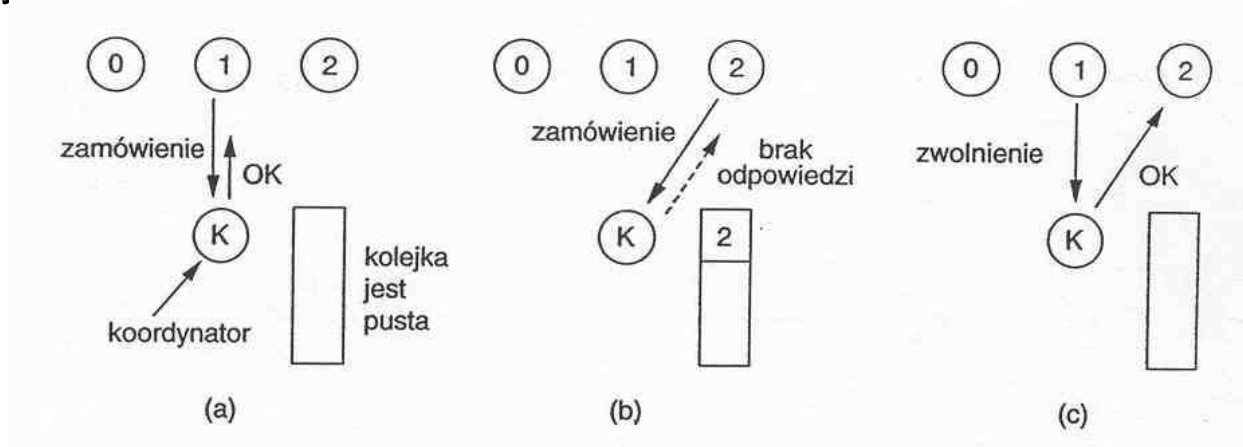 0 1 2
zamówienie
OK
K
kolejka
jest
pusta
koordynator
(a)
0 1 2
zamówienie
brak
odpowiedzi
K
2
(b)
0 1 2
zwolnienie
OK
K
(c)